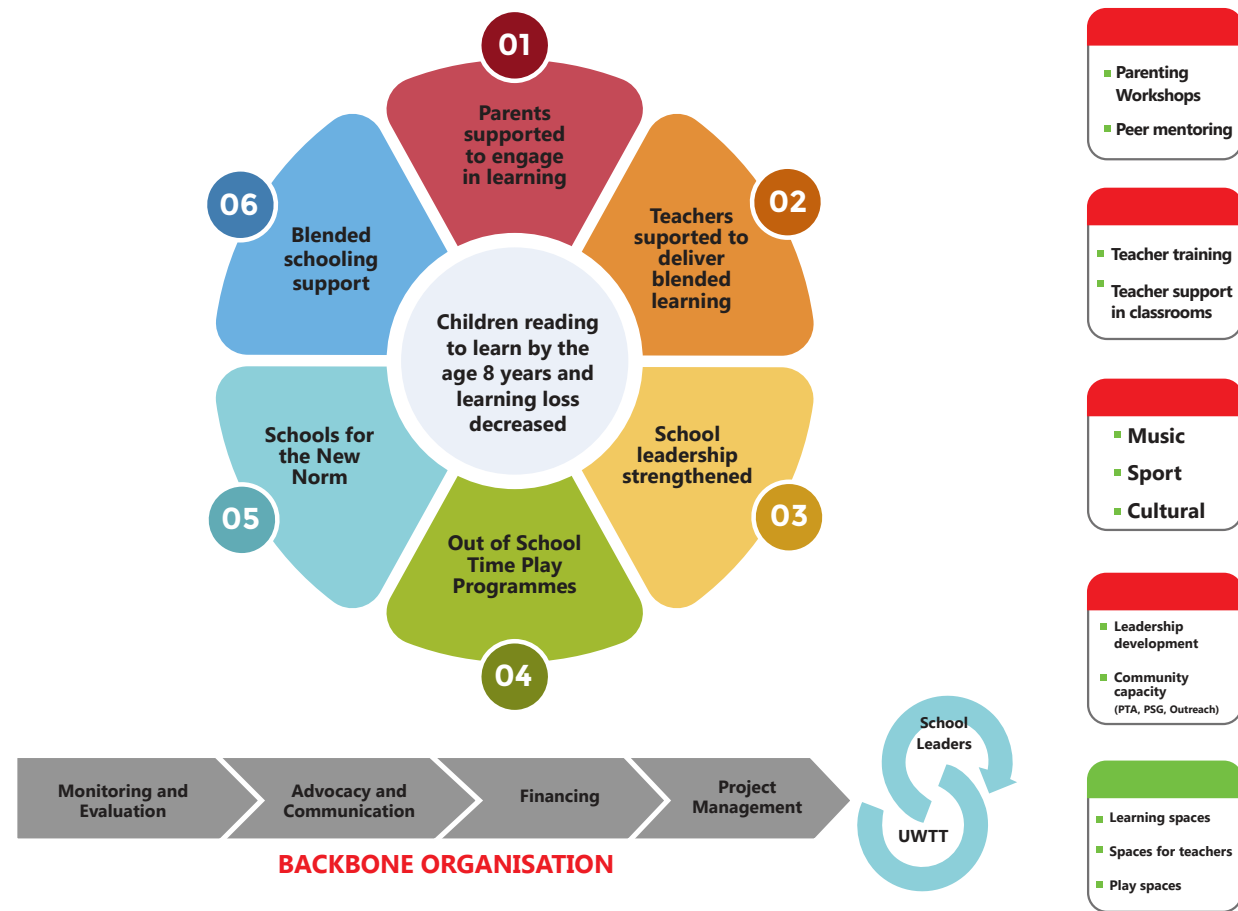 01
Parents
supported
to engage
in learning
02
Teachers
suported to
deliver
blended
learning
School
leadership
strengthened
03
Out of School
Time Play
Programmes
04
Schools for
the New
Norm
05
06
Blended
schooling
support
Children reading
to learn by the
age 8 years and
learning loss
decreased
Monitoring and
Evaluation
Advocacy and
Communication
Financing
Project
Management
School
Leaders
UWTT
BACKBONE ORGANISATION
Parenting
Workshops
Peer mentoring
Teacher training
Teacher support
in classrooms
Music
Sport
Cultural
Leadership
development
Community
capacity
(PTA, PSG, Outreach)
Learning spaces
Spaces for teachers
Play spaces